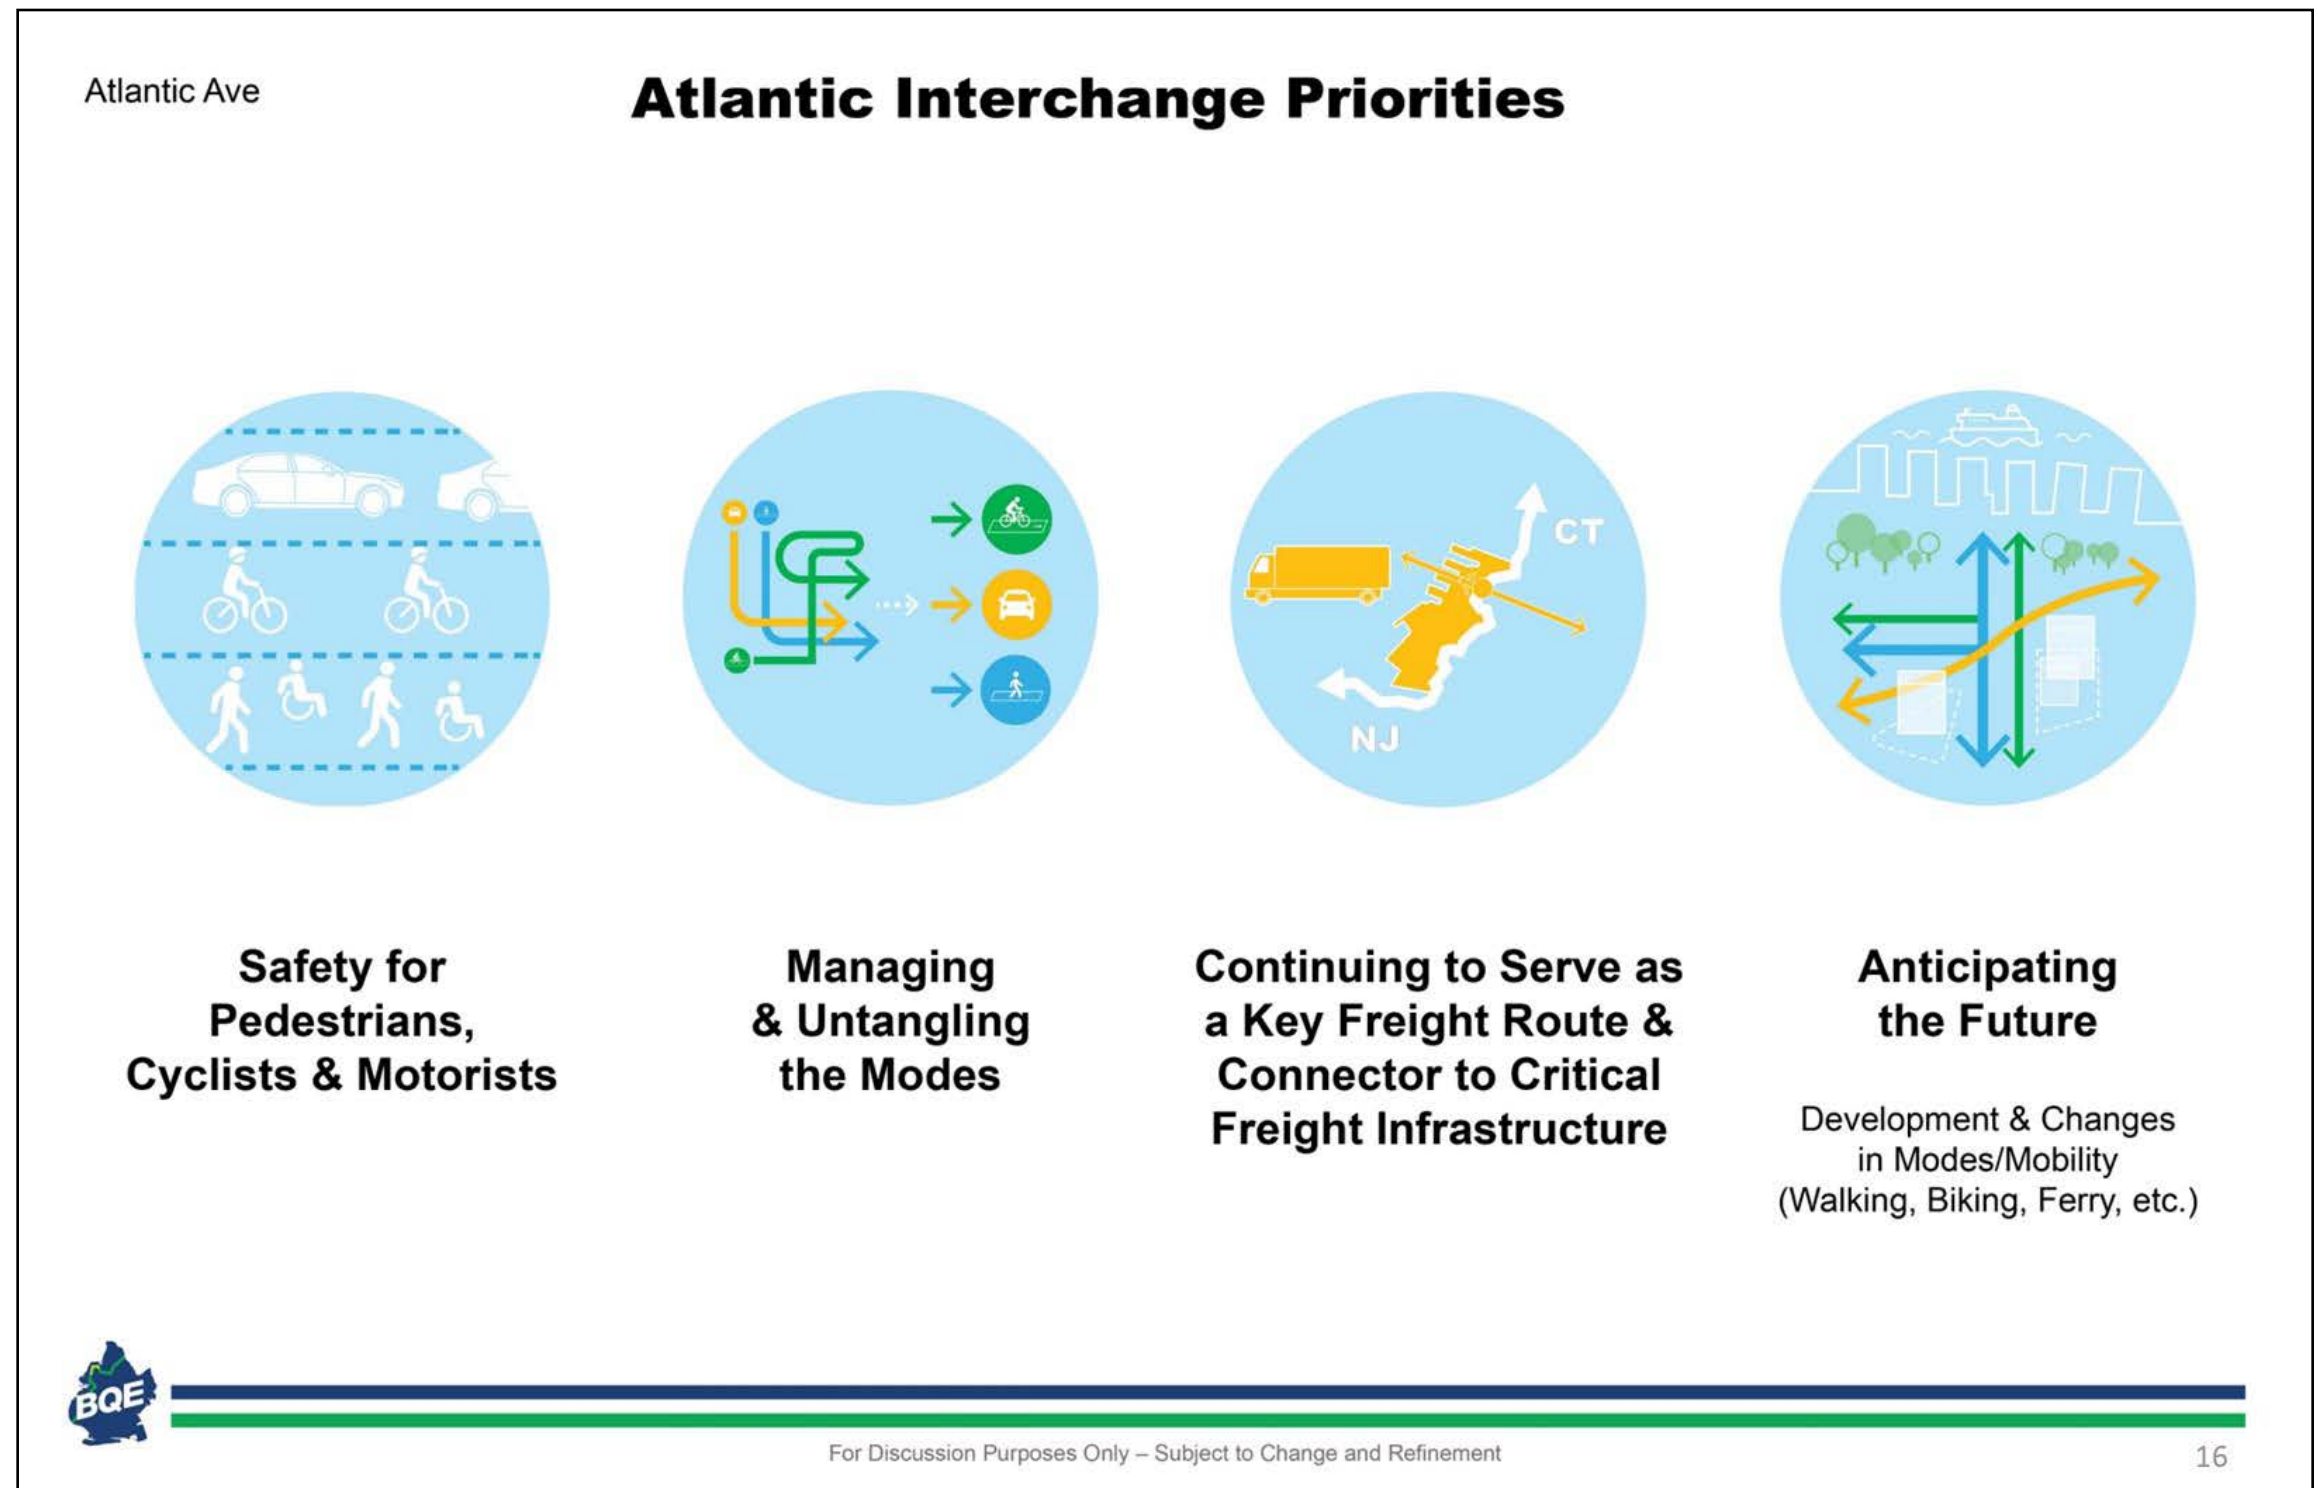 Atlantic Ave
Atlantic Interchange Priorities
CT
NJ
Safety for
Pedestrians,
Cyclists & Motorists
Managing
& Untangling
the Modes
Continuing to Serve as
a Key Freight Route &
Connector to Critical
Freight Infrastructure
Anticipating
the Future
Development & Changes
in Modes/Mobility
(Walking, Biking, Ferry, etc.)
BQE
For Discussion Purposes Only – Subject to Change and Refinement
16